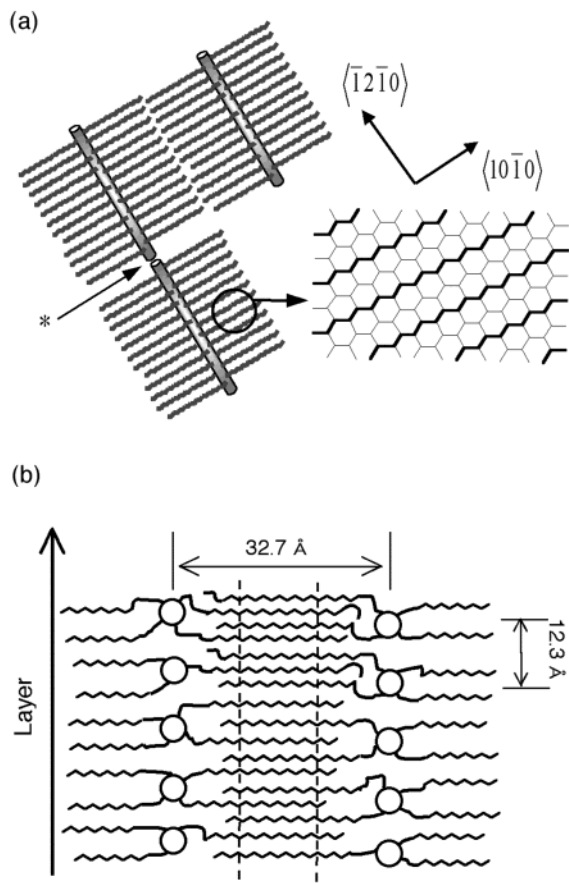 (a)
⟨1̅21̅0⟩
⟨101̅0⟩
*
(b)
32.7 Å
12.3 Å
Layer